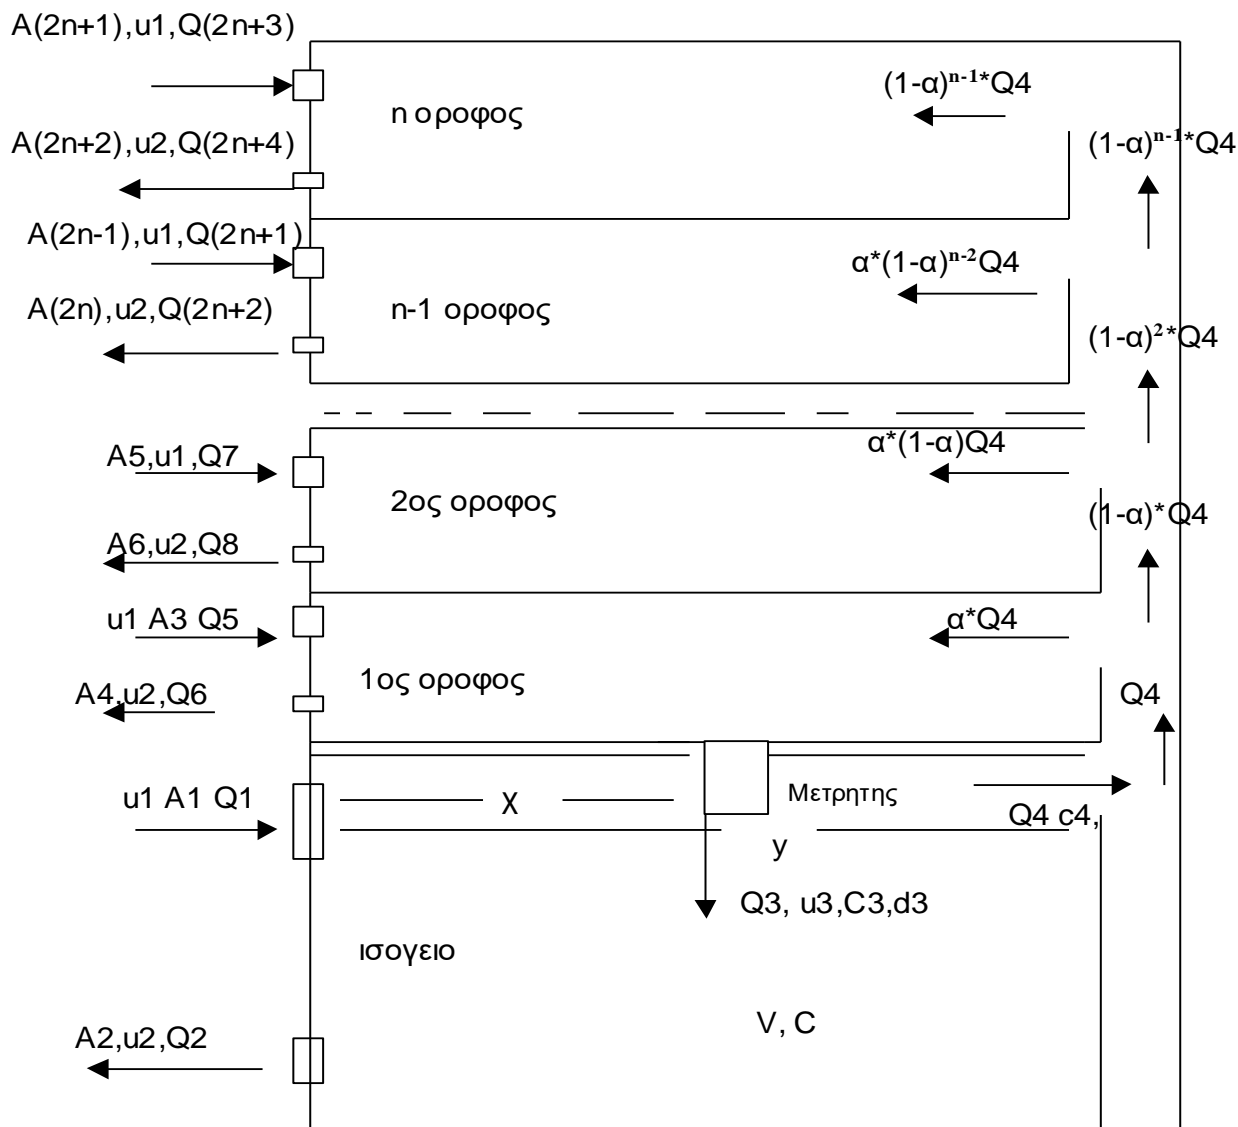 A(2n+1),u1,Q(2n+3)
(1-α)ⁿ⁻¹*Q4
n οροφος
A(2n+2),u2,Q(2n+4)
(1-α)ⁿ⁻¹*Q4
A(2n-1),u1,Q(2n+1)
α*(1-α)ⁿ⁻²Q4
A(2n),u2,Q(2n+2)
n-1 οροφος
(1-α)²*Q4
α*(1-α)Q4
A5,u1,Q7
2ος οροφος
(1-α)*Q4
A6,u2,Q8
u1 A3 Q5
α*Q4
1ος οροφος
A4,u2,Q6
Q4
u1 A1 Q1
χ
Μετρητης
Q4 c4,
y
Q3, u3,C3,d3
ισογειο
V, C
A2,u2,Q2